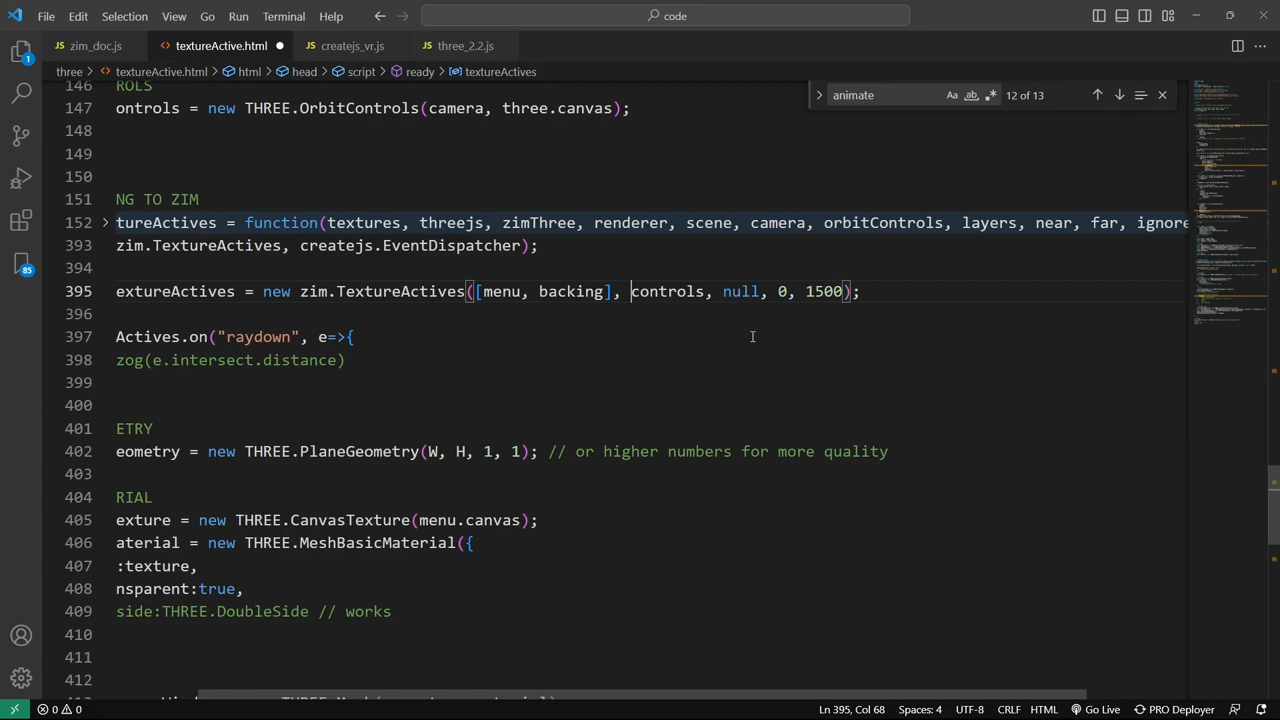 File Edit Selection View Go Run Terminal Help
code
zim_doc.js textureActive.html createjs_vr.js three_2.2.js
three > textureActive.html > html > head > script > ready > textureActives
animate
ab
12 of 13
146 ROLS
147 ontrols = new THREE.OrbitControls(camera, three.canvas);
148
149
150
151 NG TO ZIM
152 tureActives = function(textures, threejs, zimThree, renderer, scene, camera, orbitControls, layers, near, far, ignore
393 zim.TextureActives, createjs.EventDispatcher);
394
395 extureActives = new zim.TextureActives([menu, backing], controls, null, 0, 1500);
396
397 Actives.on("raydown", e=>{
398 zog(e.intersect.distance)
399
400
401 ETRY
402 eometry = new THREE.PlaneGeometry(W, H, 1, 1); // or higher numbers for more quality
403
404 RIAL
405 exture = new THREE.CanvasTexture(menu.canvas);
406 aterial = new THREE.MeshBasicMaterial({
407 :texture,
408 nsparent:true,
409 side:THREE.DoubleSide // works
410
411
412
1
85
0 0 Ln 395, Col 68 Spaces: 4 UTF-8 CRLF HTML Go Live PRO Deployer